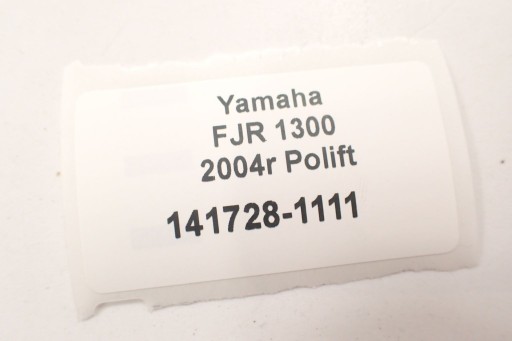 Yamaha
FJR 1300
2004r Polift
141728-1111